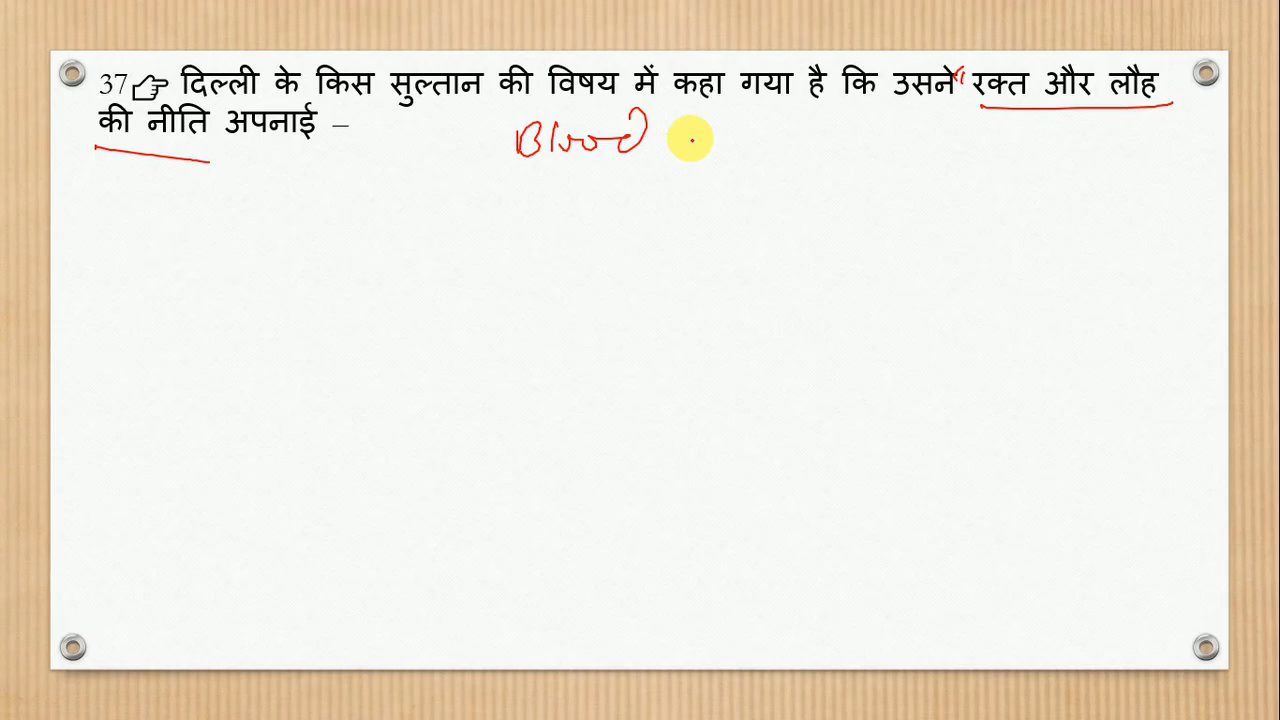 37👉 दिल्ली के किस सुल्तान की विषय में कहा गया है कि उसने “ रक्त और लौह
की नीति अपनाई –
Blood